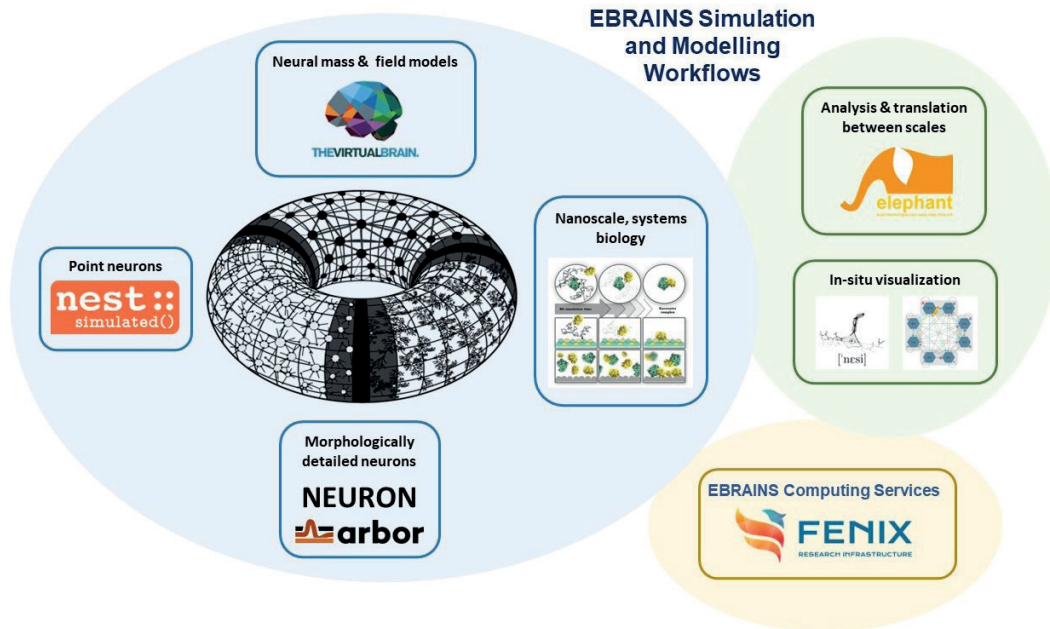 EBRAINS Simulation
and Modelling
Workflows
Neural mass & field models
THEVIRTUALBRAIN.
Point neurons
nest::
simulated()
Nanoscale, systems
biology
Morphologically
detailed neurons
NEURON
arbor
Analysis & translation
between scales
elephant
In-situ visualization
['nεsi]
EBRAINS Computing Services
FENIX
RESEARCH INFRASTRUCTURE